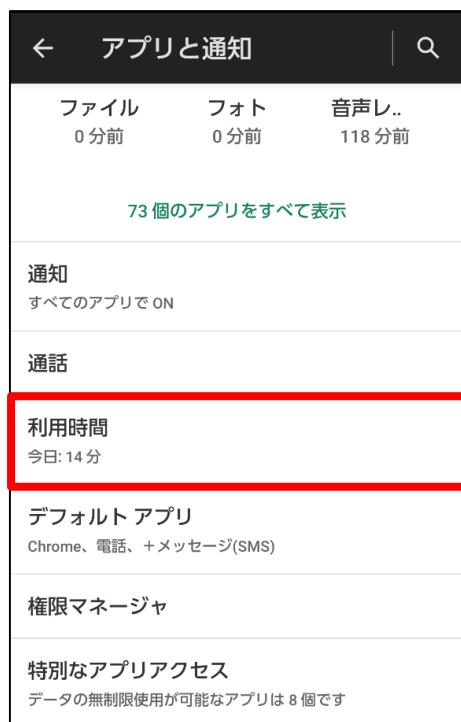 アプリと通知
ファイル フォト 音声レ..
0 分前 0 分前 118 分前
73 個のアプリをすべて表示
通知
すべてのアプリで ON
通話
利用時間
今日: 14 分
デフォルト アプリ
Chrome、電話、＋メッセージ(SMS)
権限マネージャ
特別なアプリアクセス
データの無制限使用が可能なアプリは 8 個です